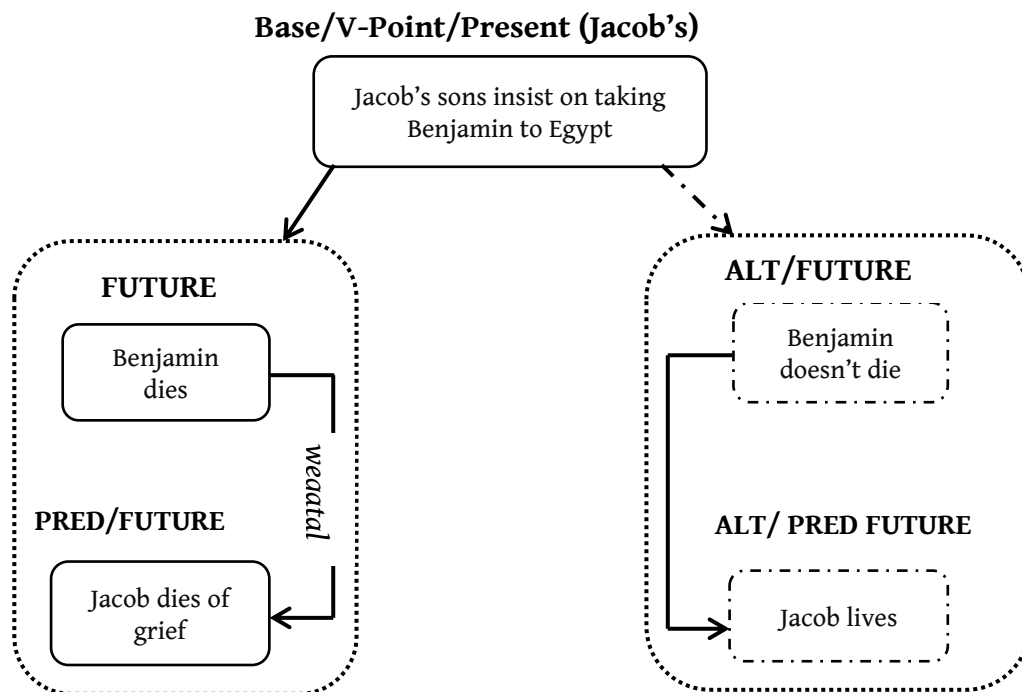 Base/V-Point/Present (Jacob’s)
Jacob’s sons insist on taking
Benjamin to Egypt
FUTURE
Benjamin
dies
weaatal
PRED/FUTURE
Jacob dies of
grief
ALT/FUTURE
Benjamin
doesn't die
ALT/ PRED FUTURE
Jacob lives